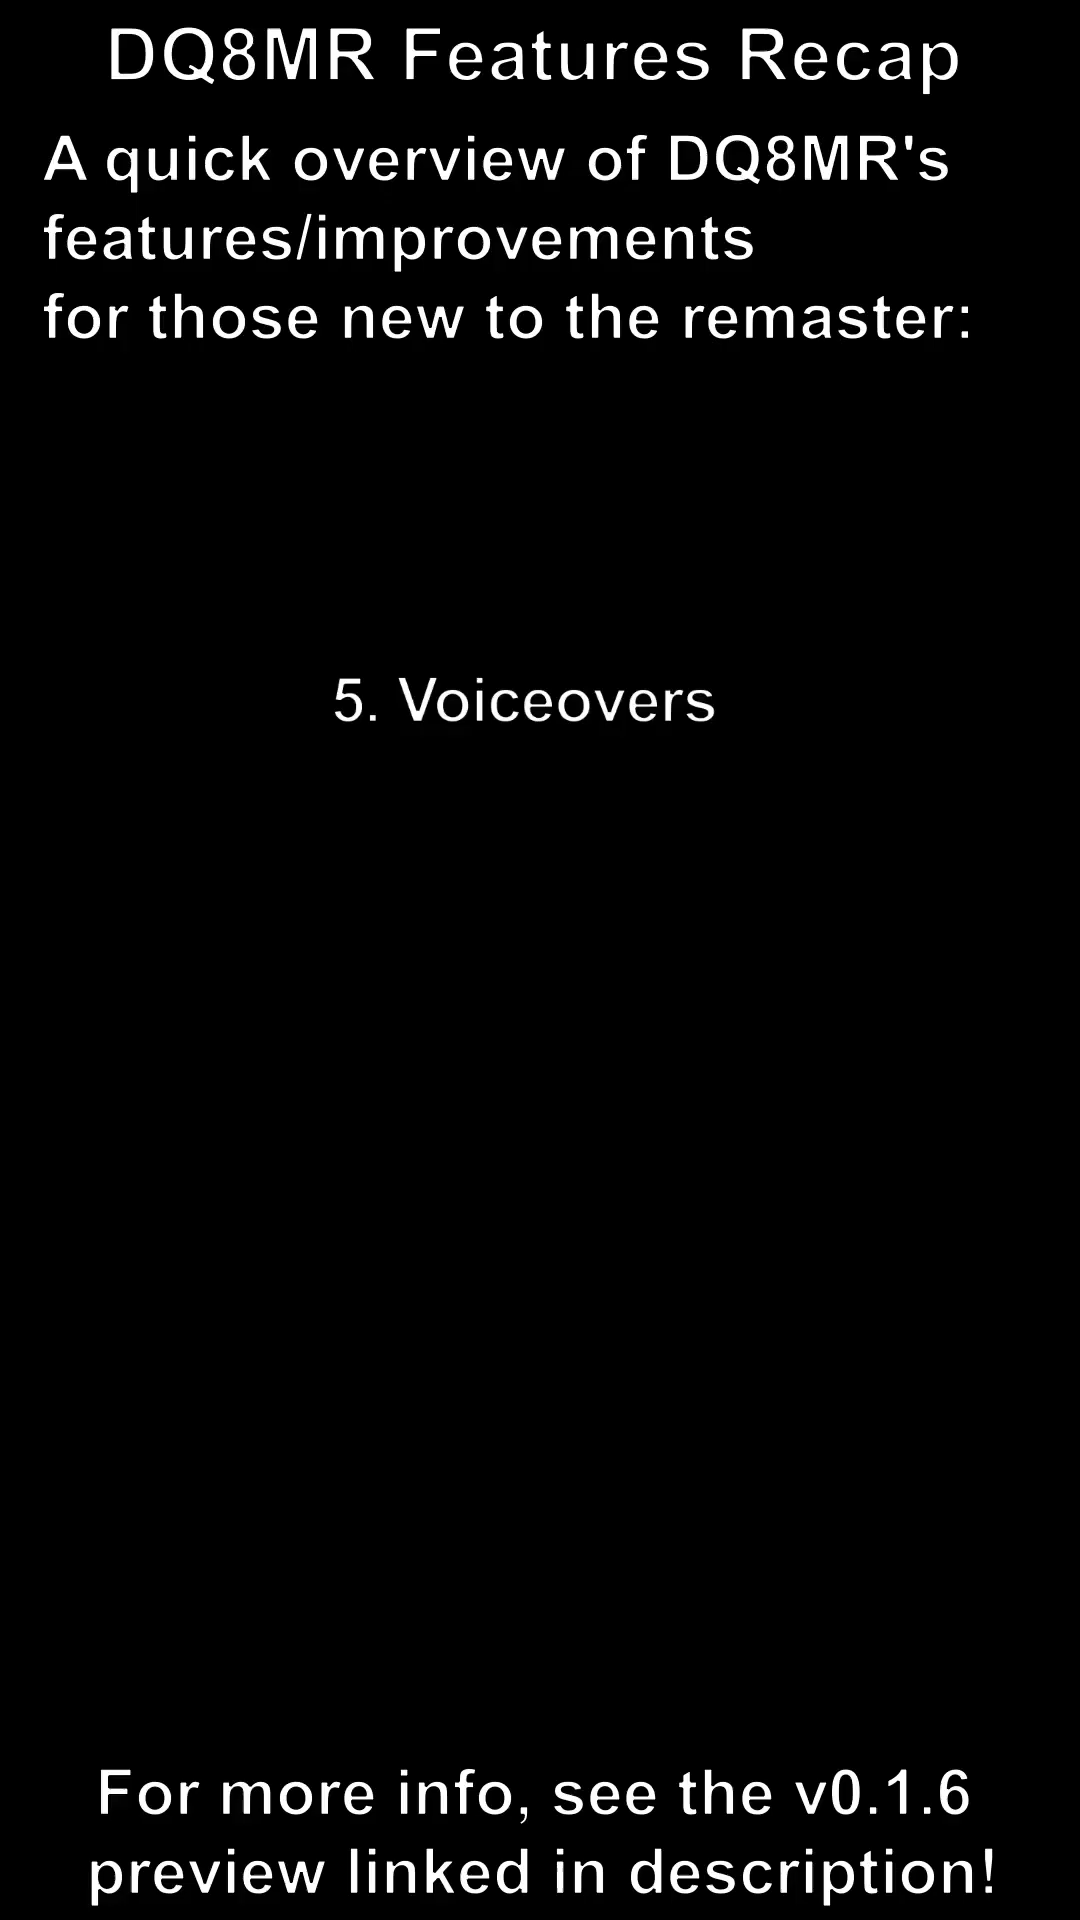 DQ8MR Features Recap
A quick overview of DQ8MR's
features/improvements
for those new to the remaster:
5. Voiceovers
For more info, see the v0.1.6
preview linked in description!